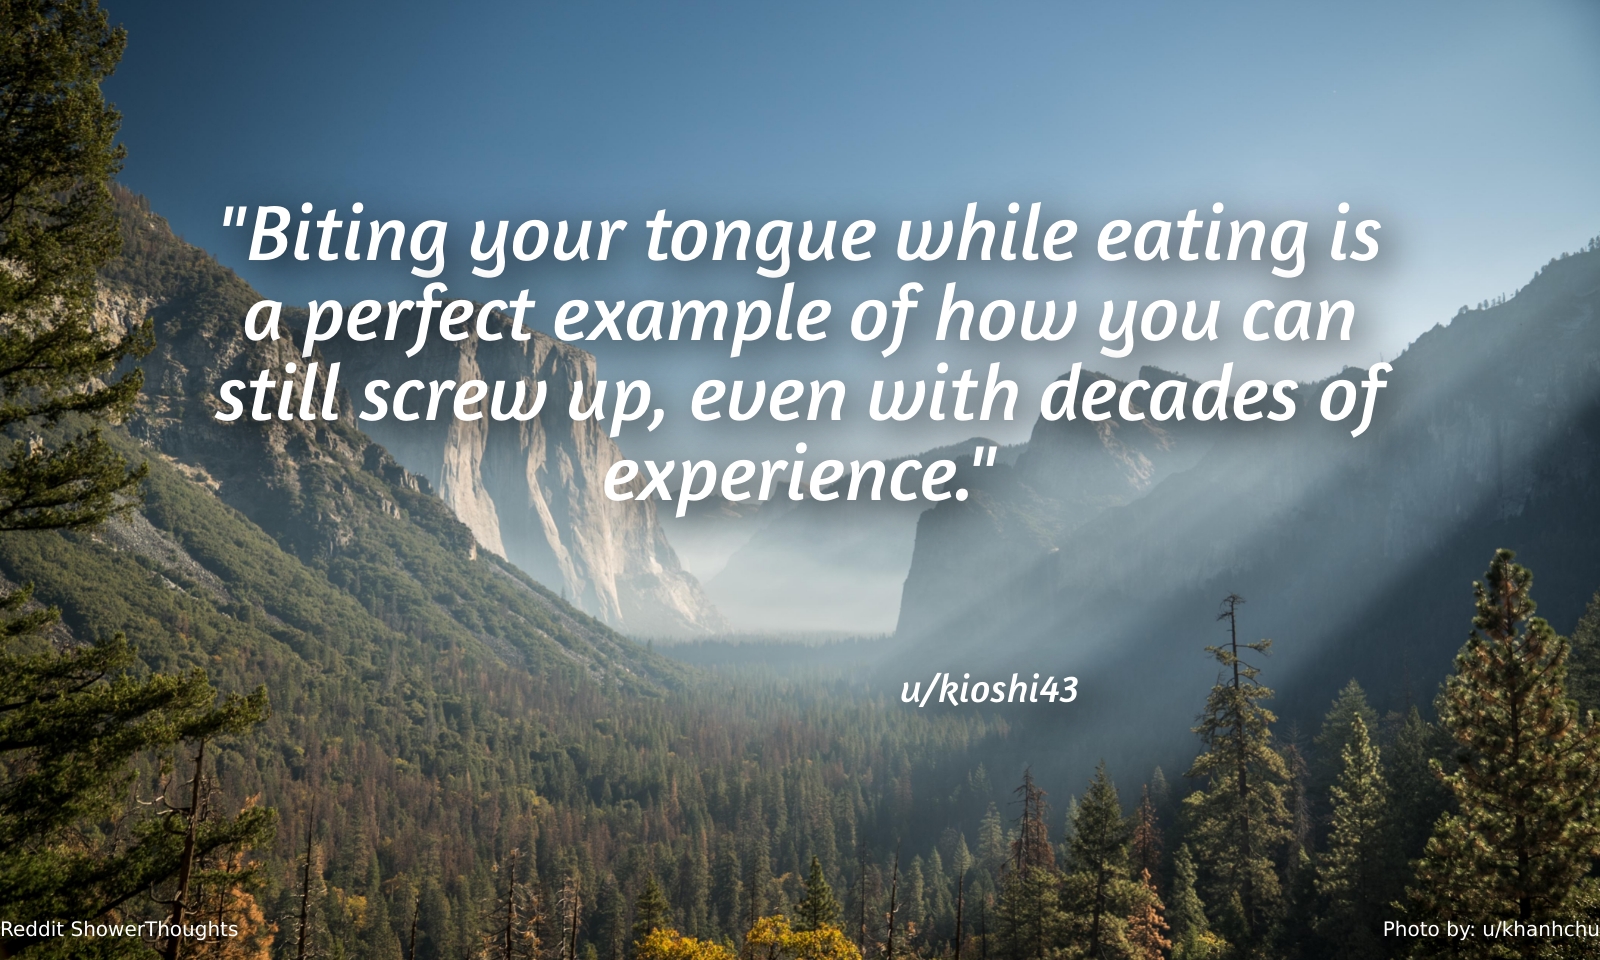 "Biting your tongue while eating is
a perfect example of how you can
still screw up, even with decades of
experience."
u/kioshi43
Reddit ShowerThoughts
Photo by: u/khanhchu